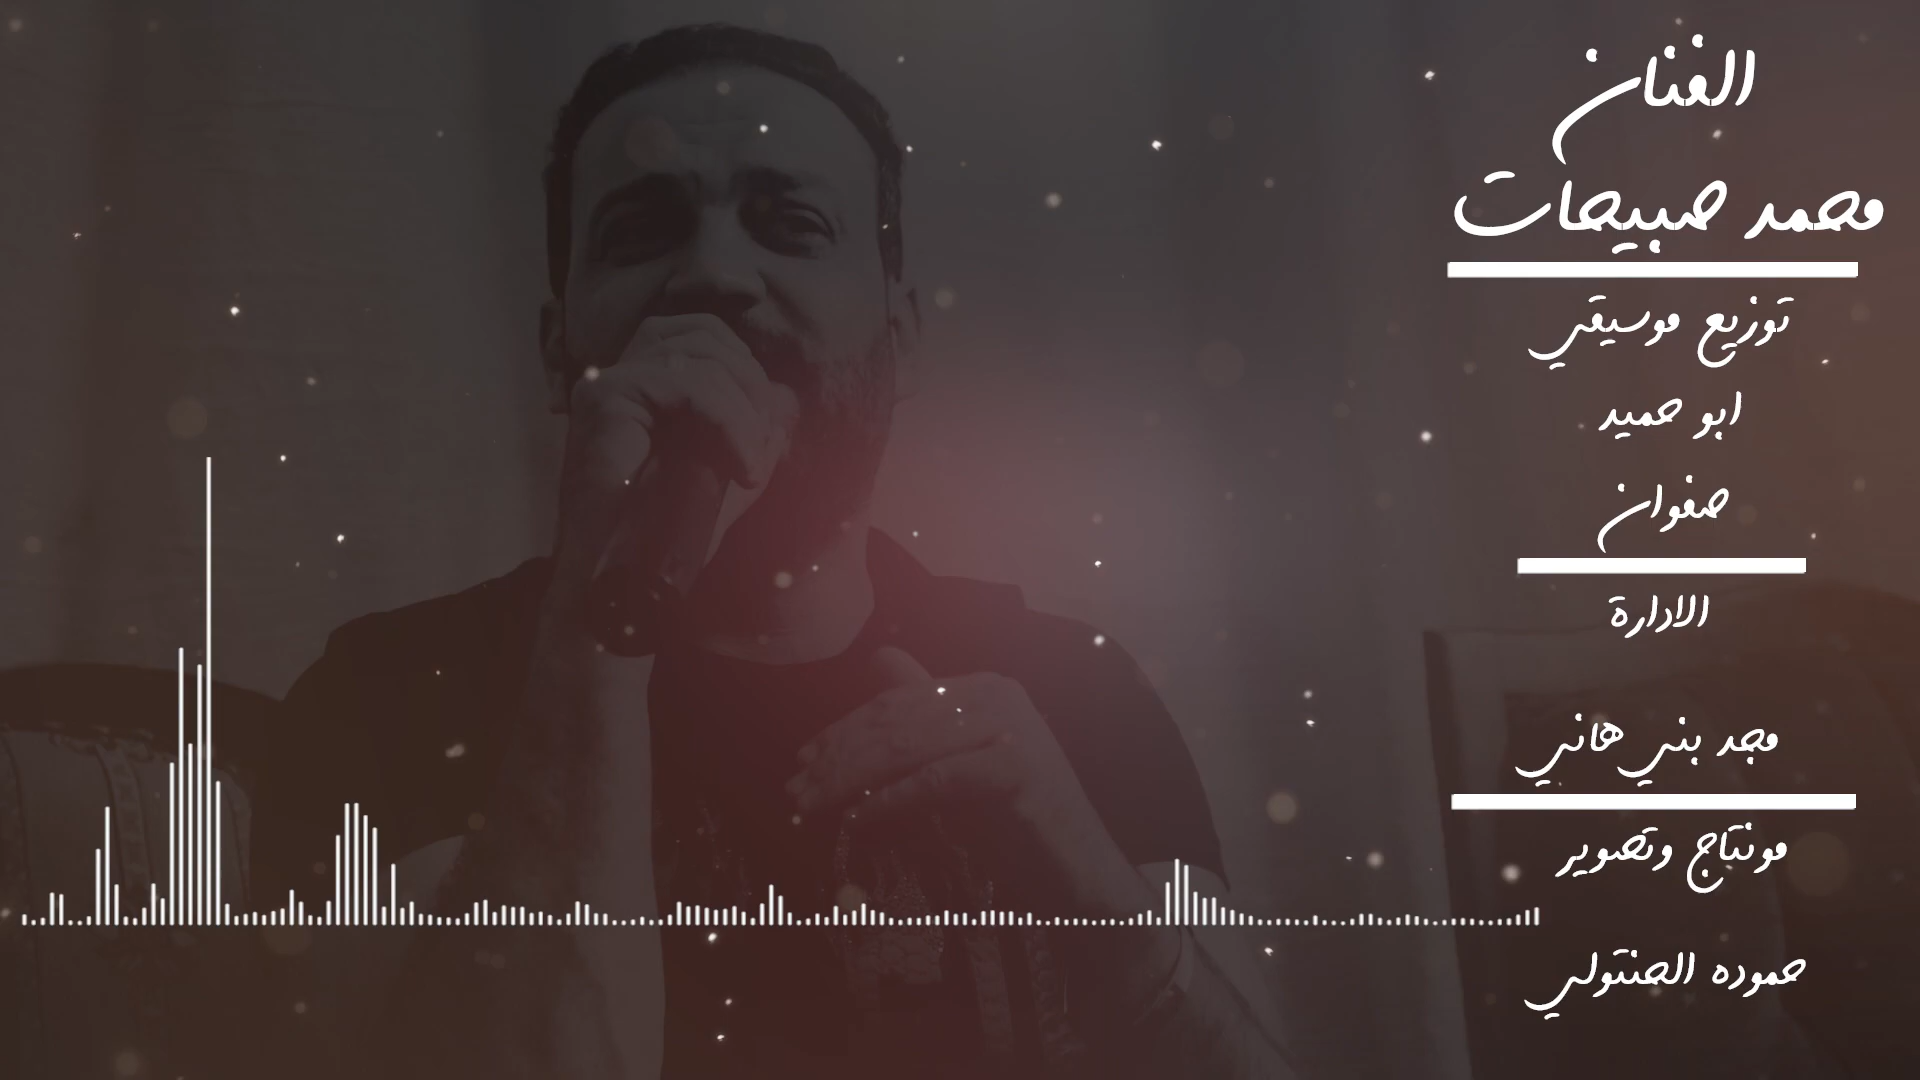 الفنان
محمد صبيحات
توزيع موسيقي
ابو حميد
صفوان
الادارة
مجد بني هاني
مونتاج وتصوير
حموده الحنتولي